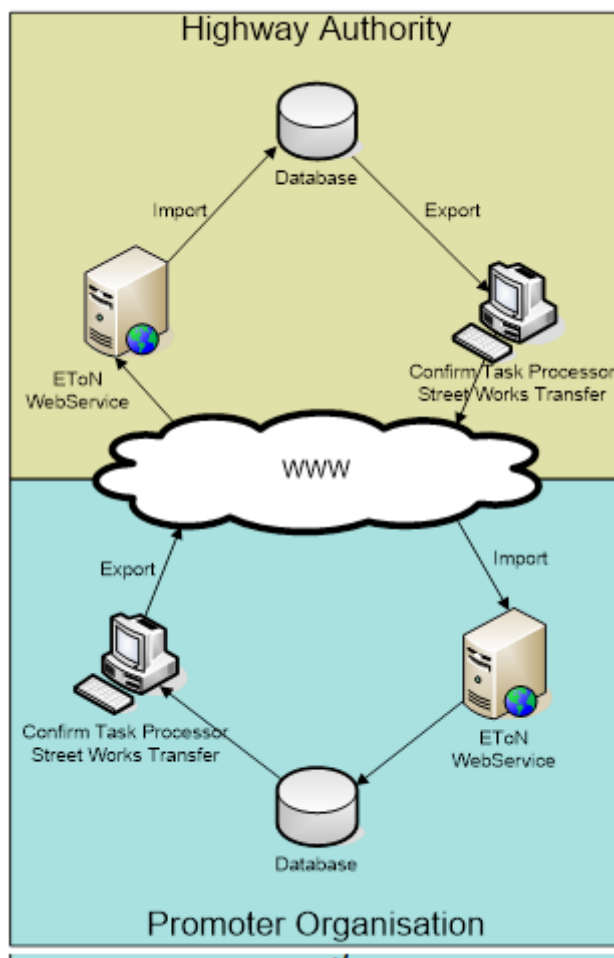 Highway Authority
Database
Import
Export
EToN
WebService
Confirm Task Processor
Street Works Transfer
www
Export
Import
Confirm Task Processor
Street Works Transfer
EToN
WebService
Database
Promoter Organisation